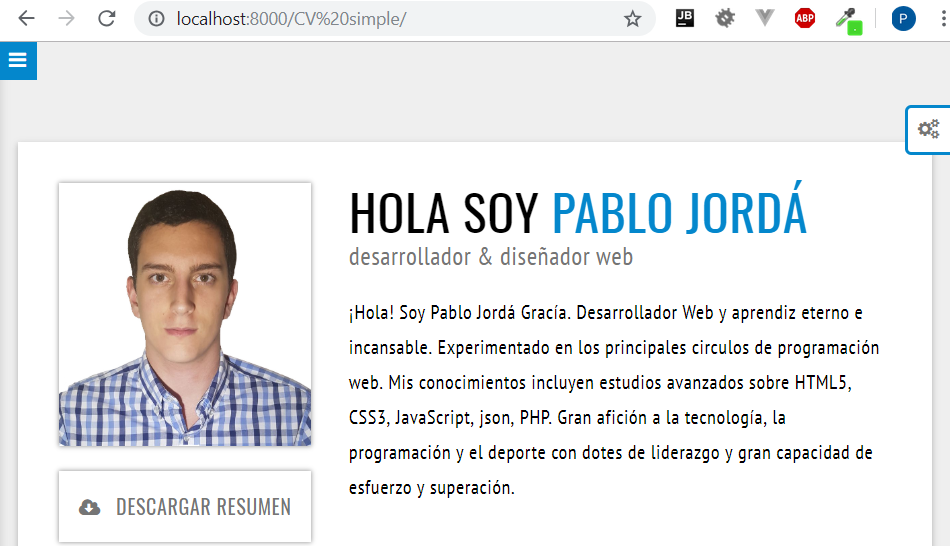 localhost:8000/CV%20simple/
JB
ABP
P
HOLA SOY PABLO JORDÁ
desarrollador & diseñador web
¡Hola! Soy Pablo Jordá Gracía. Desarrollador Web y aprendiz eterno e
incansable. Experimentado en los principales circulos de programación
web. Mis conocimientos incluyen estudios avanzados sobre HTML5,
CSS3, JavaScript, json, PHP. Gran afición a la tecnología, la
programación y el deporte con dotes de liderazgo y gran capacidad de
esfuerzo y superación.
DESCARGAR RESUMEN